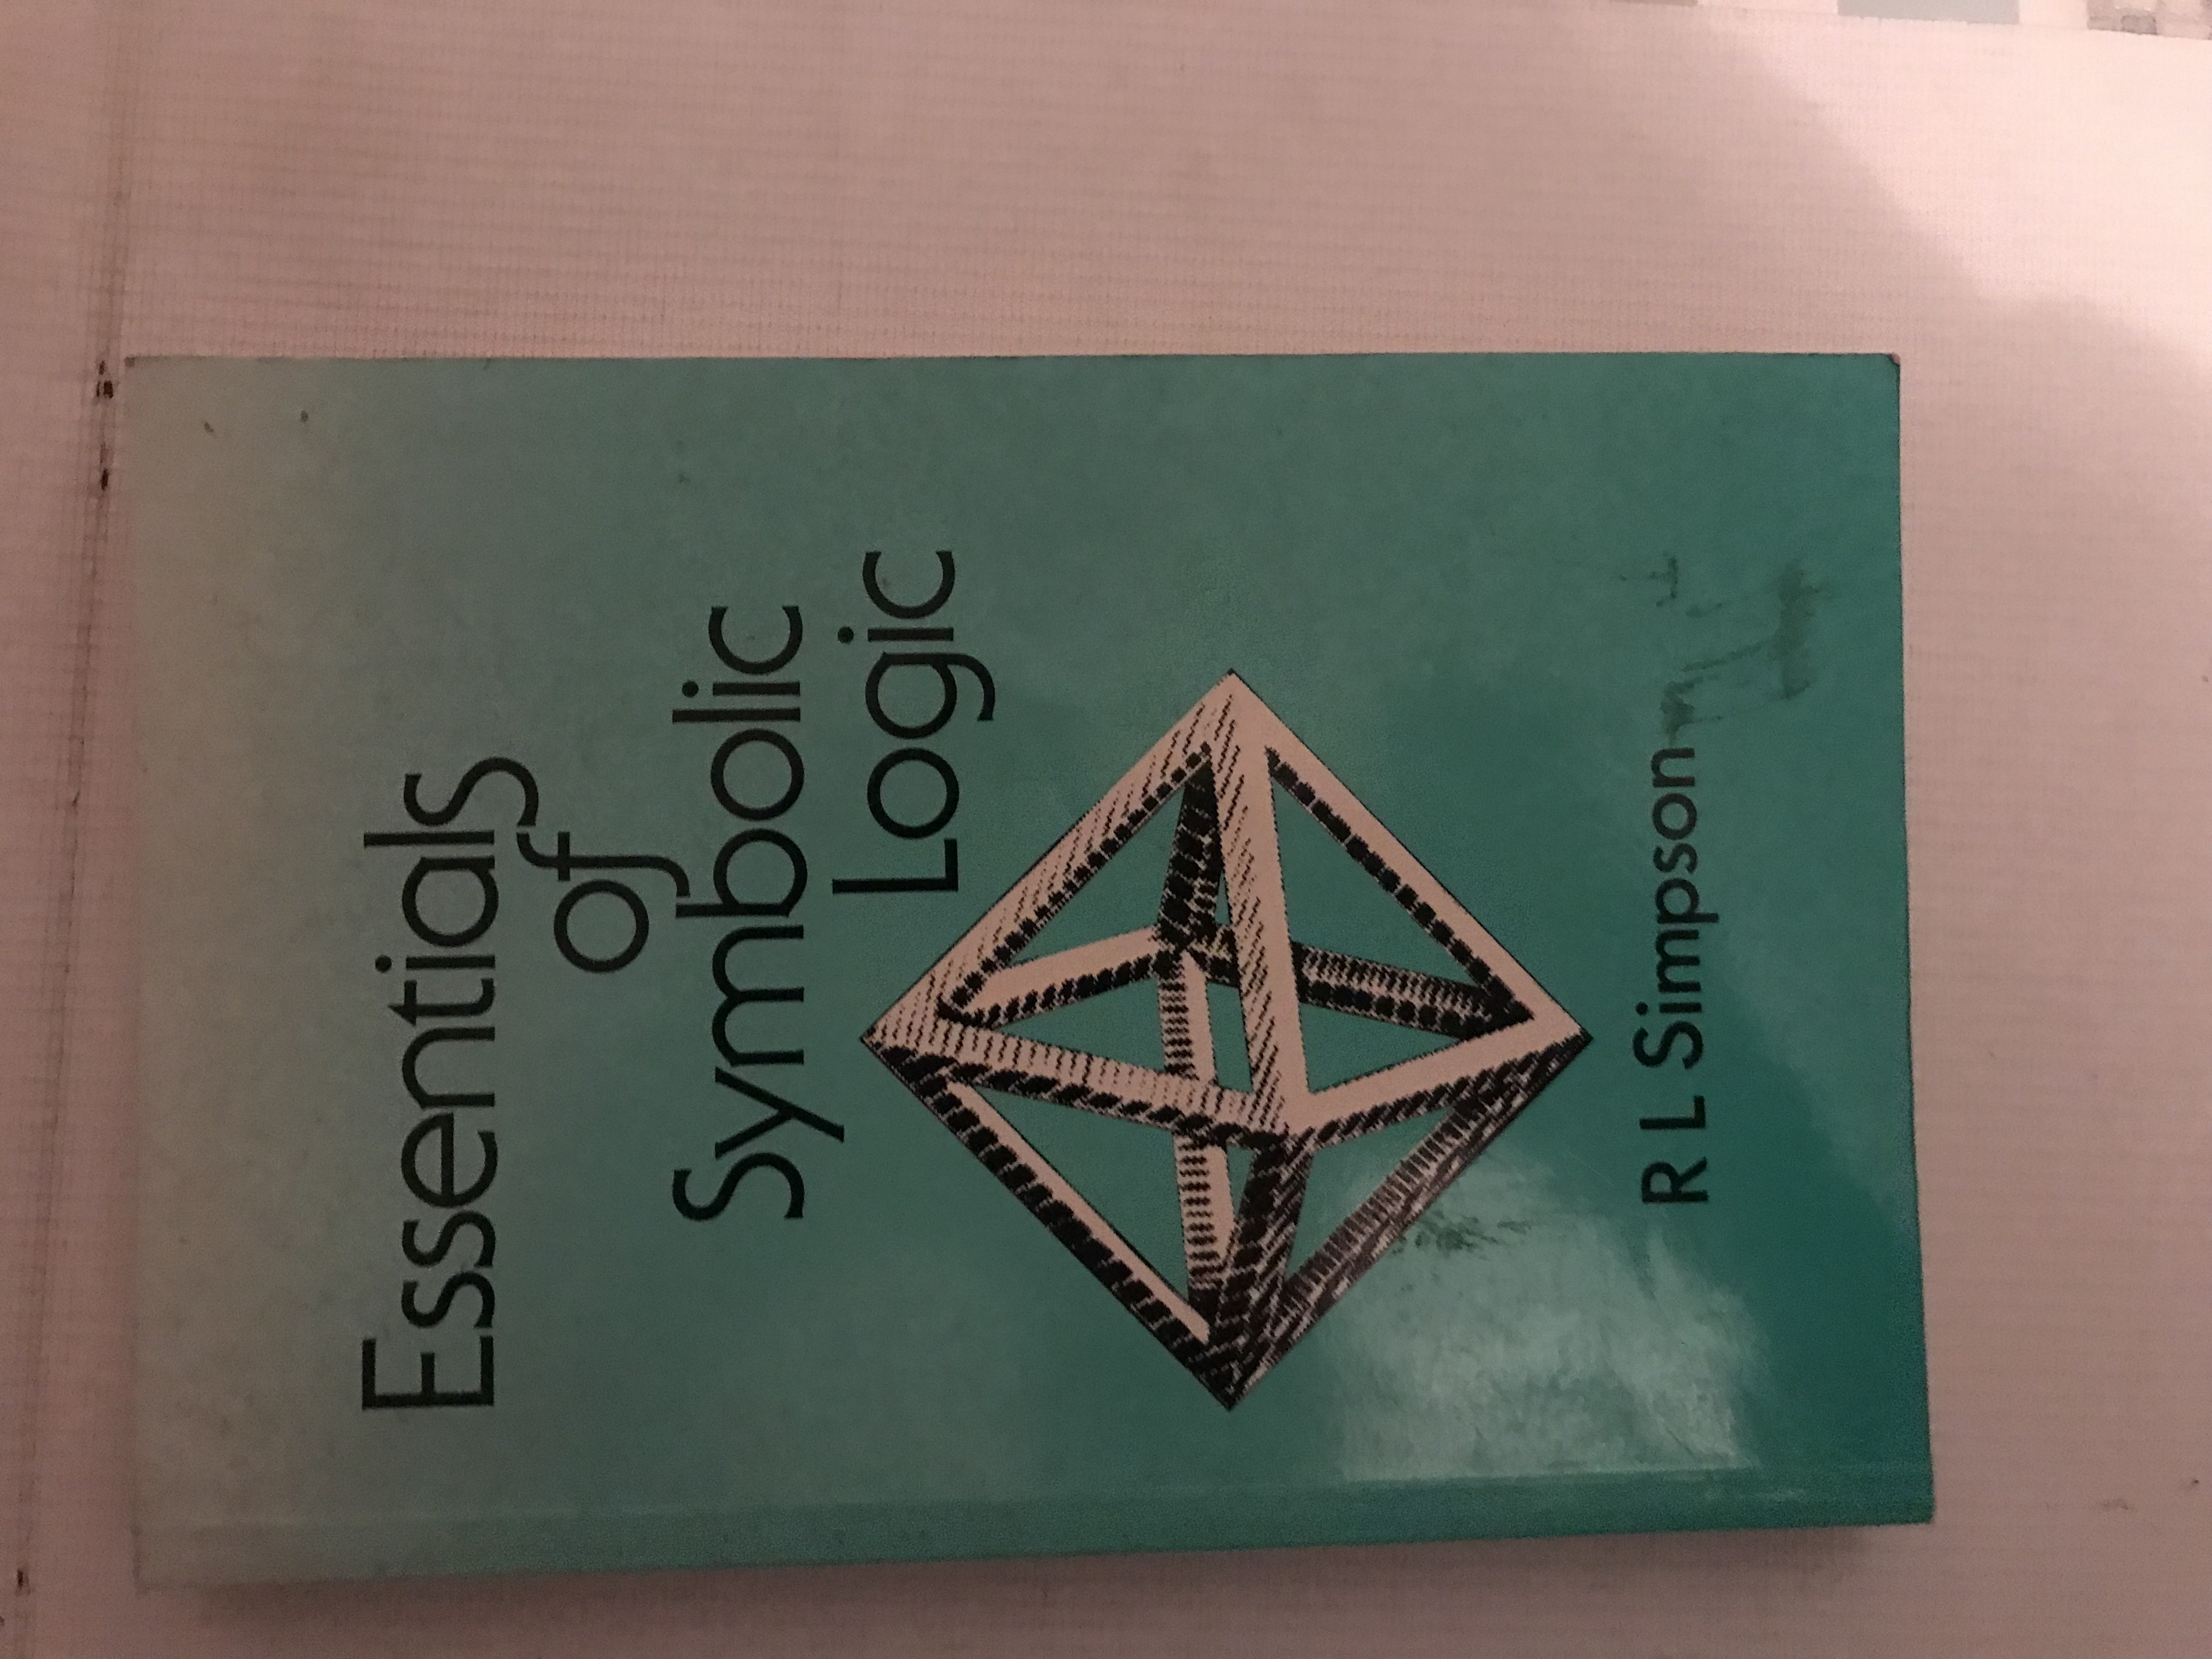 Essentials
of
Symbolic
Logic
R L Simpson